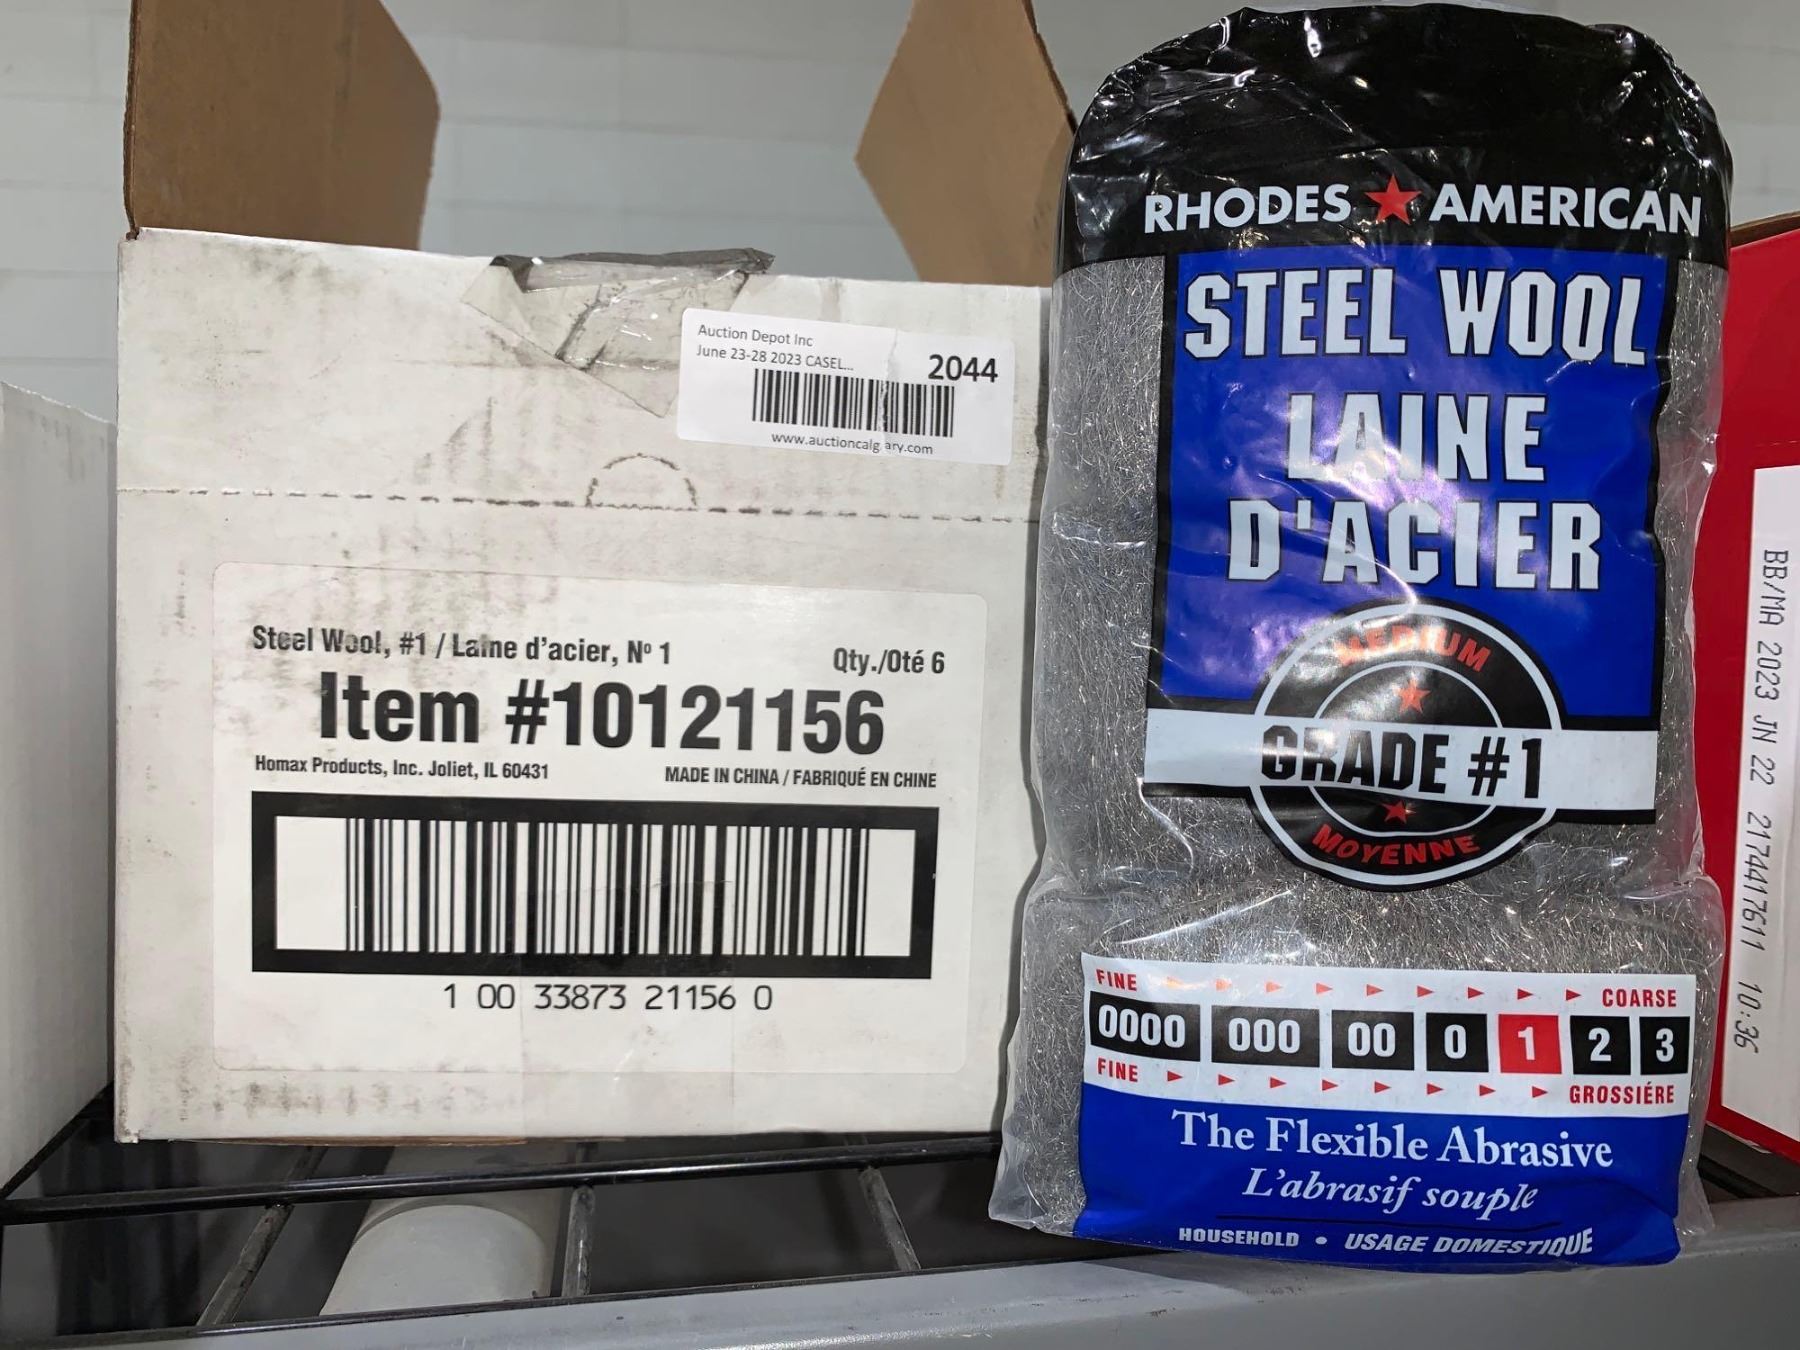 Auction Depot Inc
June 23-28 2023 CASEL...
2044
www.auctioncalgary.com
Steel Wool, #1 / Laine d'acier, Nº 1
Qty./Oté 6
Item #10121156
Homax Products, Inc. Joliet, IL 60431
MADE IN CHINA / FABRIQUÉ EN CHINE
1 00 33873 21156 0
RHODES ★ AMERICAN
STEEL WOOL
LAINE
D'ACIER
MEDIUM
GRADE #1
MOYENNE
FINE COARSE
0000 000 00 0 1 2 3
FINE GROSSIÉRE
The Flexible Abrasive
L'abrasif souple
HOUSEHOLD • USAGE DOMESTIQUE
BB/MA 2023 JN 22 2174417611 10:36